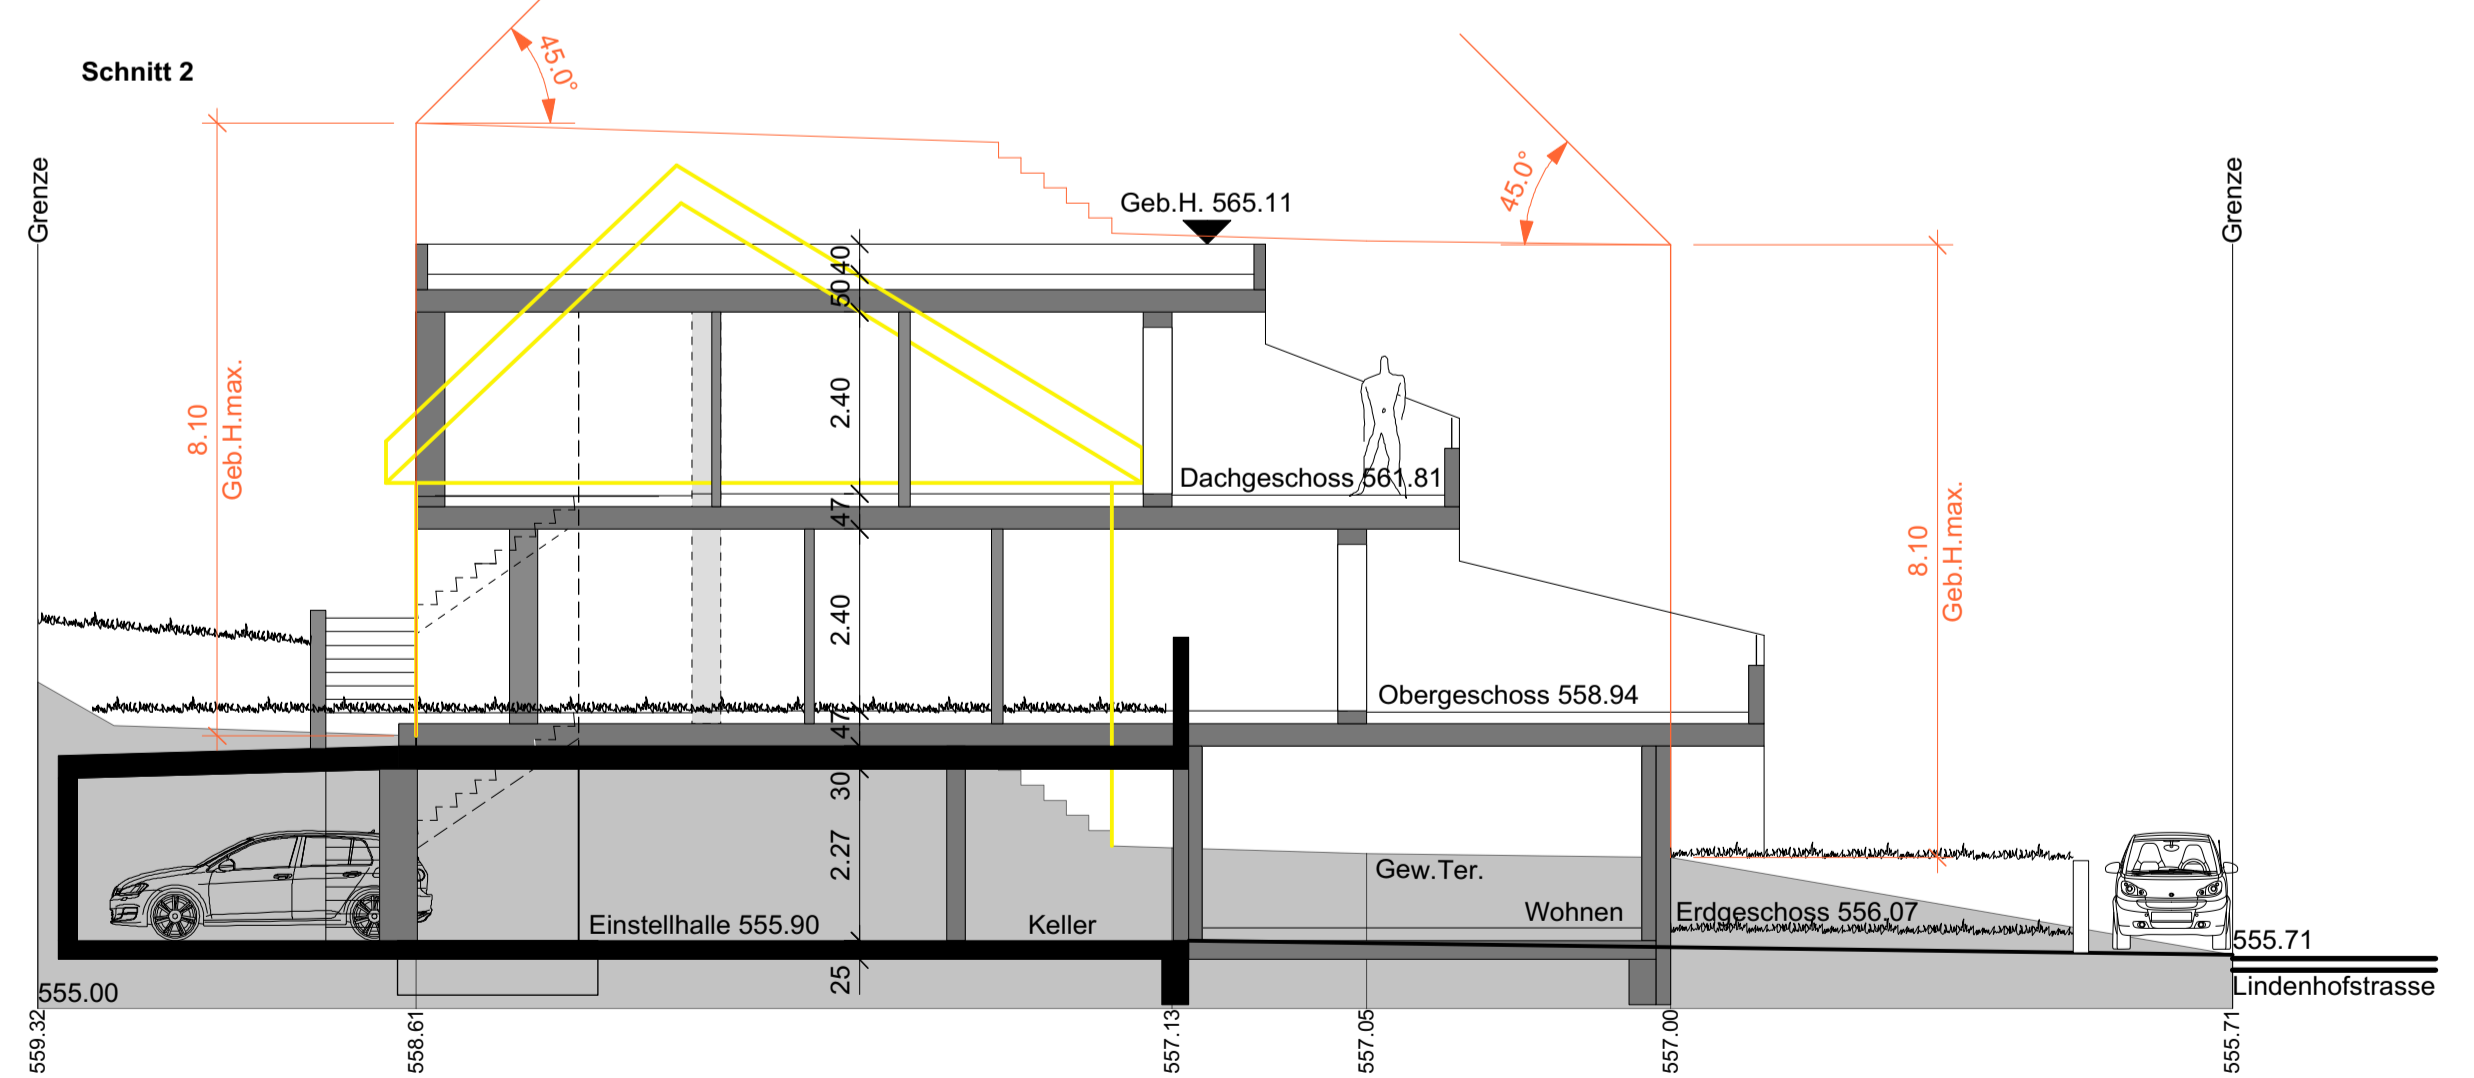 Schnitt 2
45.0°
45.0°
Grenze
Grenze
Geb.H. 565.11
40
50
8.10
Geb.H.max.
2.40
Dachgeschoss 561.81
47
8.10
Geb.H.max.
2.40
Obergeschoss 558.94
47
30
2.27
Gew.Ter.
Wohnen
Erdgeschoss 556.07
Einstellhalle 555.90
Keller
555.71
25
555.00
Lindenhofstrasse
559.32
558.61
557.13
557.05
557.00
555.71